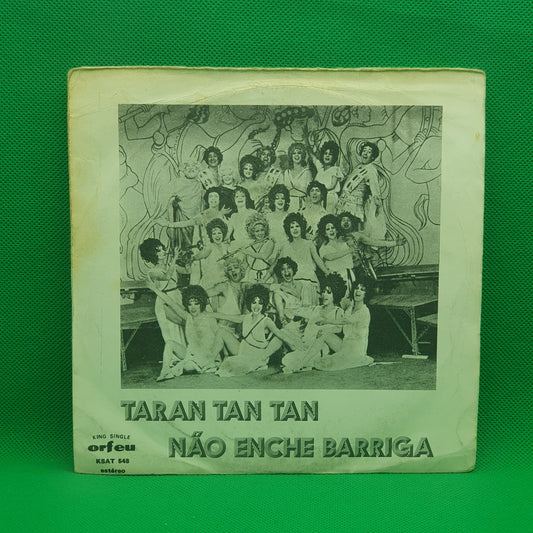 TARAN TAN TAN
NÃO ENCHE BARRIGA
KING SINGLE
orfeu
KSAT 548
estéreo